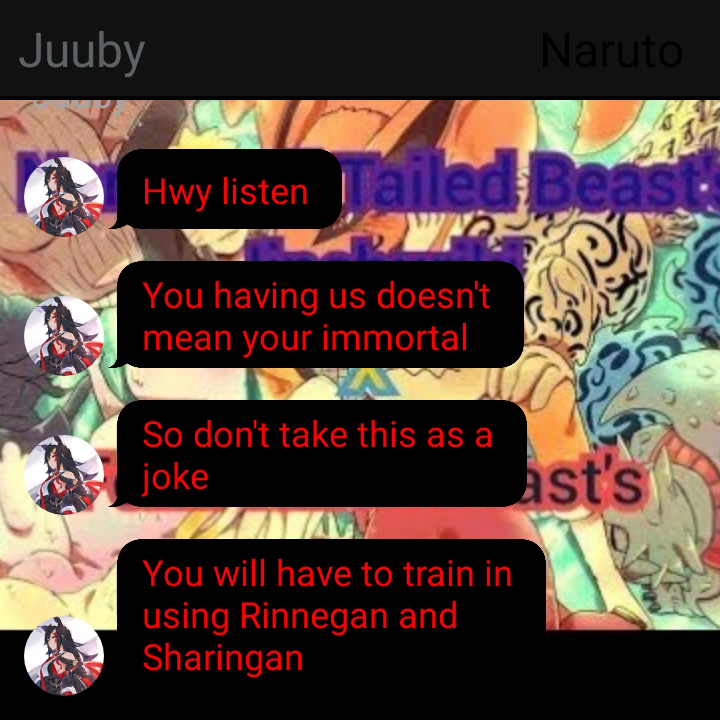 Juuby
Naruto
Tailed Beast's
Hwy listen
You having us doesn't
mean your immortal
So don't take this as a
joke
You will have to train in
using Rinnegan and
Sharingan